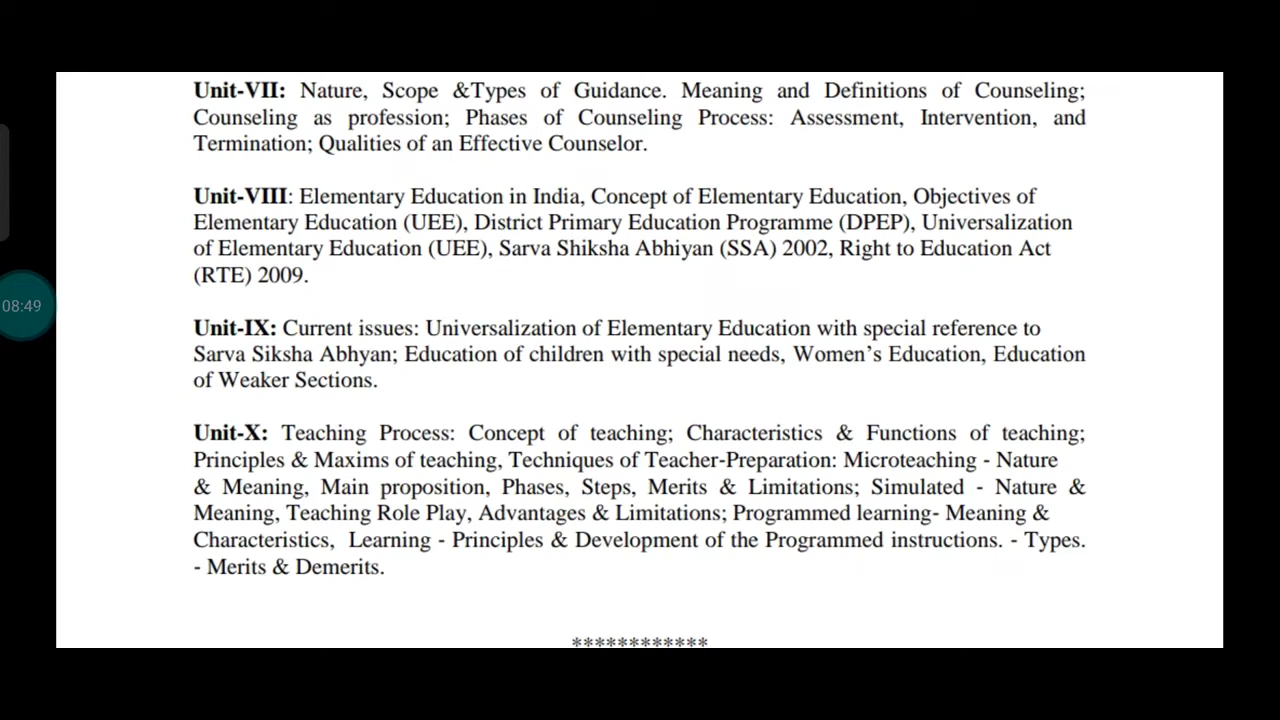 Unit-VII: Nature, Scope &Types of Guidance. Meaning and Definitions of Counseling;
Counseling as profession; Phases of Counseling Process: Assessment, Intervention, and
Termination; Qualities of an Effective Counselor.
Unit-VIII: Elementary Education in India, Concept of Elementary Education, Objectives of
Elementary Education (UEE), District Primary Education Programme (DPEP), Universalization
of Elementary Education (UEE), Sarva Shiksha Abhiyan (SSA) 2002, Right to Education Act
(RTE) 2009.
08:49
Unit-IX: Current issues: Universalization of Elementary Education with special reference to
Sarva Siksha Abhyan; Education of children with special needs, Women's Education, Education
of Weaker Sections.
Unit-X: Teaching Process: Concept of teaching; Characteristics & Functions of teaching;
Principles & Maxims of teaching, Techniques of Teacher-Preparation: Microteaching - Nature
& Meaning, Main proposition, Phases, Steps, Merits & Limitations; Simulated - Nature &
Meaning, Teaching Role Play, Advantages & Limitations; Programmed learning- Meaning &
Characteristics, Learning - Principles & Development of the Programmed instructions. - Types.
- Merits & Demerits.
************